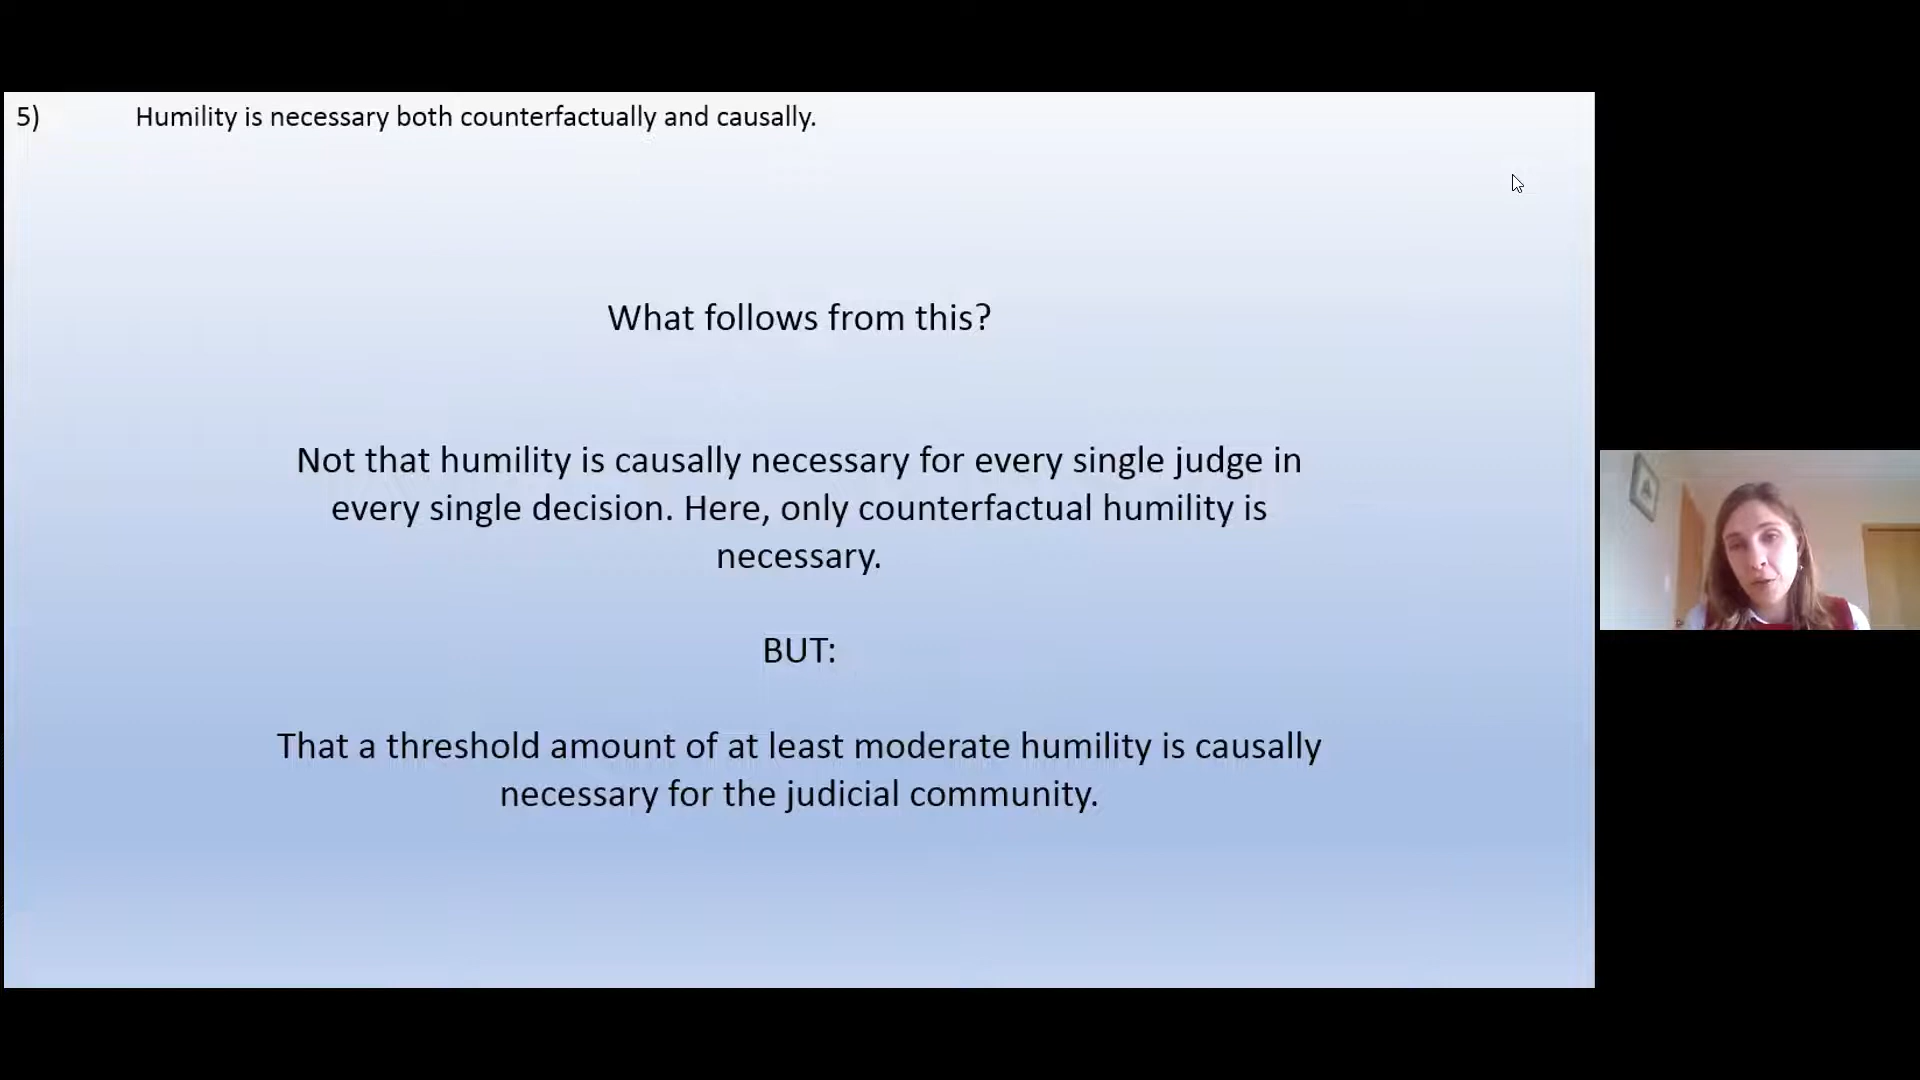 5) Humility is necessary both counterfactually and causally.
What follows from this?
Not that humility is causally necessary for every single judge in
every single decision. Here, only counterfactual humility is
necessary.
BUT:
That a threshold amount of at least moderate humility is causally
necessary for the judicial community.